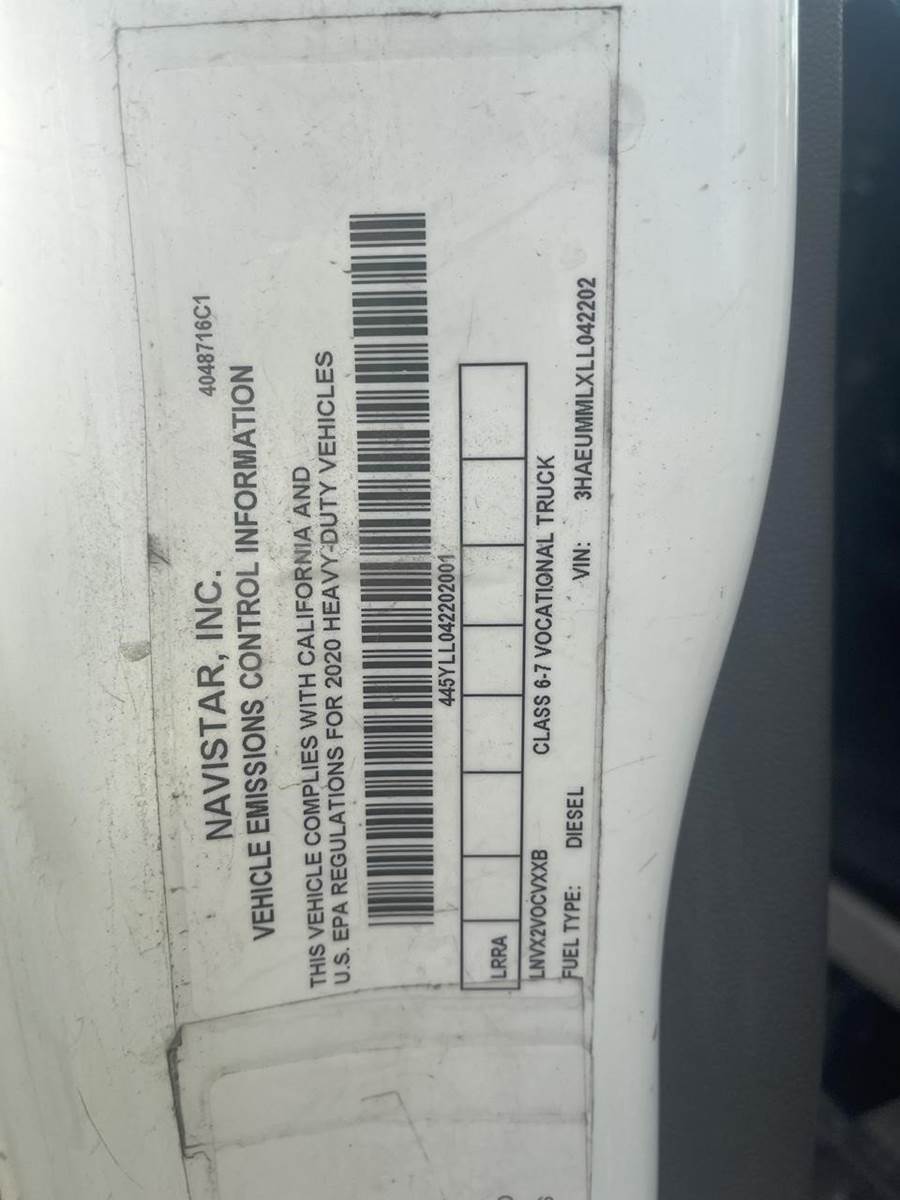 4048716C1
NAVISTAR, INC.
VEHICLE EMISSIONS CONTROL INFORMATION
THIS VEHICLE COMPLIES WITH CALIFORNIA AND
U.S. EPA REGULATIONS FOR 2020 HEAVY-DUTY VEHICLES
445YLL042202001
LRRA
LNVX2VOCVXXB CLASS 6-7 VOCATIONAL TRUCK
FUEL TYPE: DIESEL VIN: 3HAEUMMLXLL042202